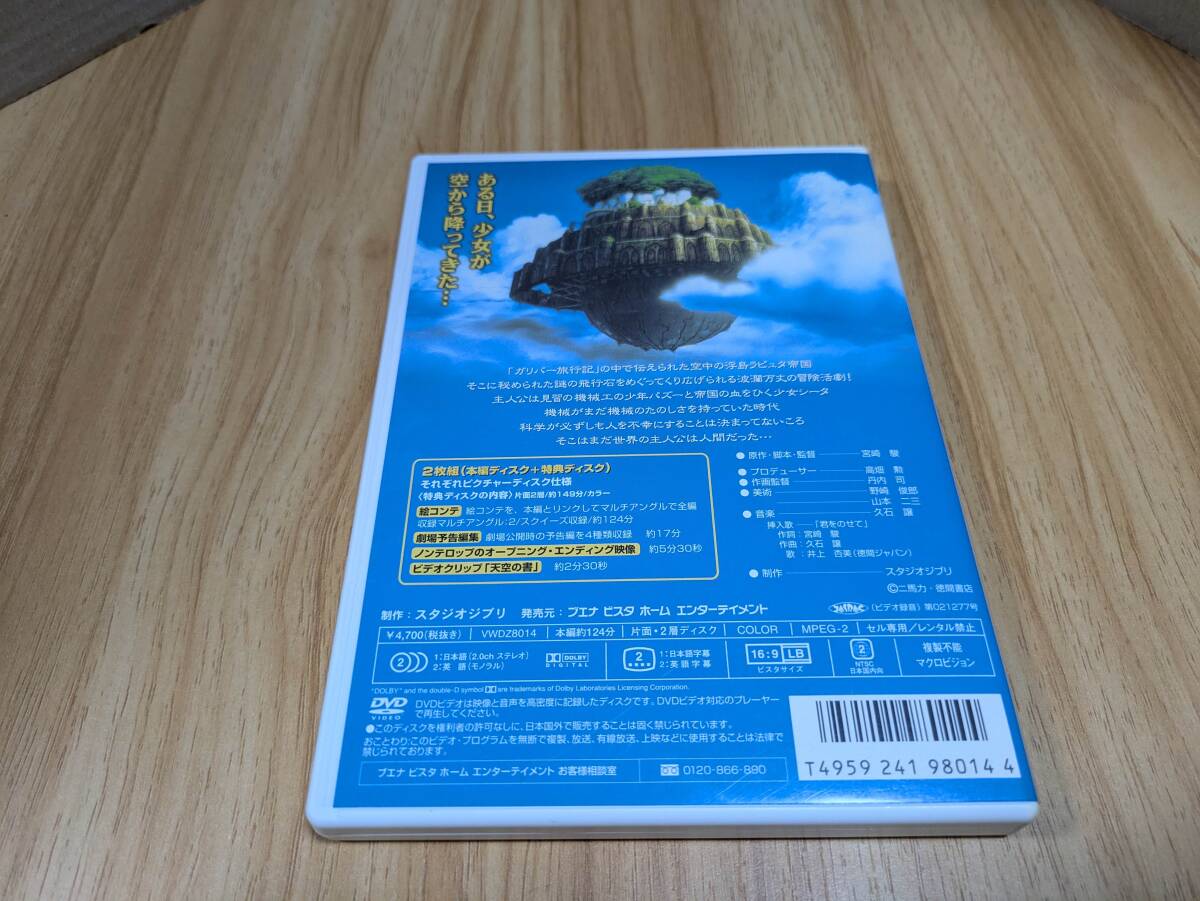 ある日、少女が
空から降ってきた…
「ガリバー旅行記」の中で伝えられた空中の浮島ラピュタ帝国
そこに秘められた謎の飛行石をめぐってくり広げられる波瀾万丈の冒険活劇!
主人公は見習の機械工の少年パズーと帝国の血をひく少女シータ
機械がまだ機械のたのしさを持っていた時代
科学が必ずしも人を不幸にすることは決まってないころ
そこはまだ世界の主人公は人間だった…
2枚組(本編ディスク+特典ディスク)
それぞれピクチャーディスク仕様
〈特典ディスクの内容〉片面2層/約149分/カラー
絵コンテ 絵コンテを、本編とリンクしてマルチアングルで全編
収録マルチアングル:2/スクイーズ収録/約124分
劇場予告編集 劇場公開時の予告編を4種類収録 約17分
ノンテロップのオープニング・エンディング映像 約5分30秒
ビデオクリップ「天空の書」 約2分30秒
● 原作・脚本・監督 宮崎 駿
● プロデューサー 高畑 勲
● 作画監督 丹内 司
● 美術 野崎 俊郎
山本 二三
● 音楽 久石 譲
挿入歌 「君をのせて」
作詞:宮崎 駿
作曲:久石 譲
歌:井上 杏美(徳間ジャパン)
● 制作 スタジオジブリ
©二馬力・徳間書店
制作:スタジオジブリ 発売元:ブエナ ビスタ ホーム エンターテイメント
(ビデオ録音)第021277号
¥4,700(税抜き) VWDZ8014 本編約124分 片面・2層ディスク COLOR MPEG-2 セル専用/レンタル禁止
2 1:日本語(2.0ch ステレオ)
2:英 語(モノラル)
DOLBY DIGITAL
2 1:日本語字幕
2:英語字幕
16:9 LB
ビスタサイズ
2
NTSC
日本国内向
複製不能
マクロビジョン
"DOLBY" and the double-D symbol are trademarks of Dolby Laboratories Licensing Corporation.
DVD VIDEO
DVDビデオは映像と音声を高密度に記録したディスクです。DVDビデオ対応のプレーヤー
で再生してください。
●このディスクを権利者の許可なしに、日本国外で販売することは固く禁じられています。
おことわり:このビデオ・プログラムを無断で複製、放送、有線放送、上映などに使用することは法律で
禁じられております。
ブエナ ビスタ ホーム エンターテイメント お客様相談室 0120-866-890
T4959 241 98014 4